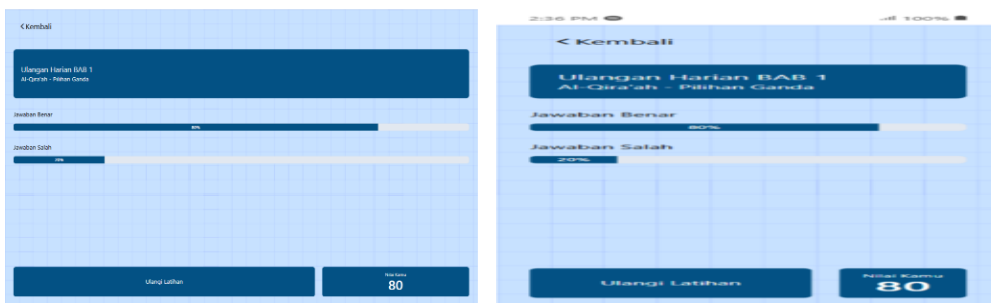 < Kembali
Ulangan Harian BAB 1
Al-Qira'ah - Pilihan Ganda
Jawaban Benar
80%
Jawaban Salah
20%
Ulangi Latihan
Nilai Kamu
80
2:36 PM
100%
< Kembali
Ulangan Harian BAB 1
Al-Qira'ah - Pilihan Ganda
Jawaban Benar
80%
Jawaban Salah
20%
Ulangi Latihan
Nilai Kamu
80